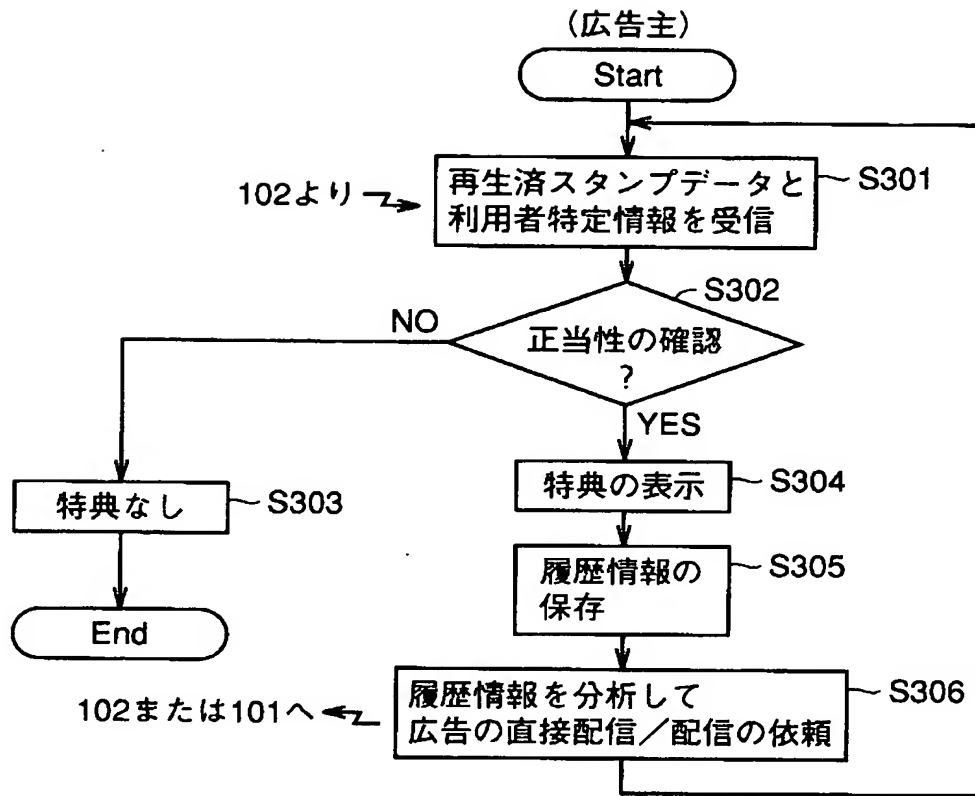 (広告主)
Start
102より
再生済スタンプデータと
利用者特定情報を受信
S301
S302
NO
正当性の確認
?
YES
特典なし
S303
特典の表示
S304
履歴情報の
保存
S305
End
102または101へ
履歴情報を分析して
広告の直接配信/配信の依頼
S306